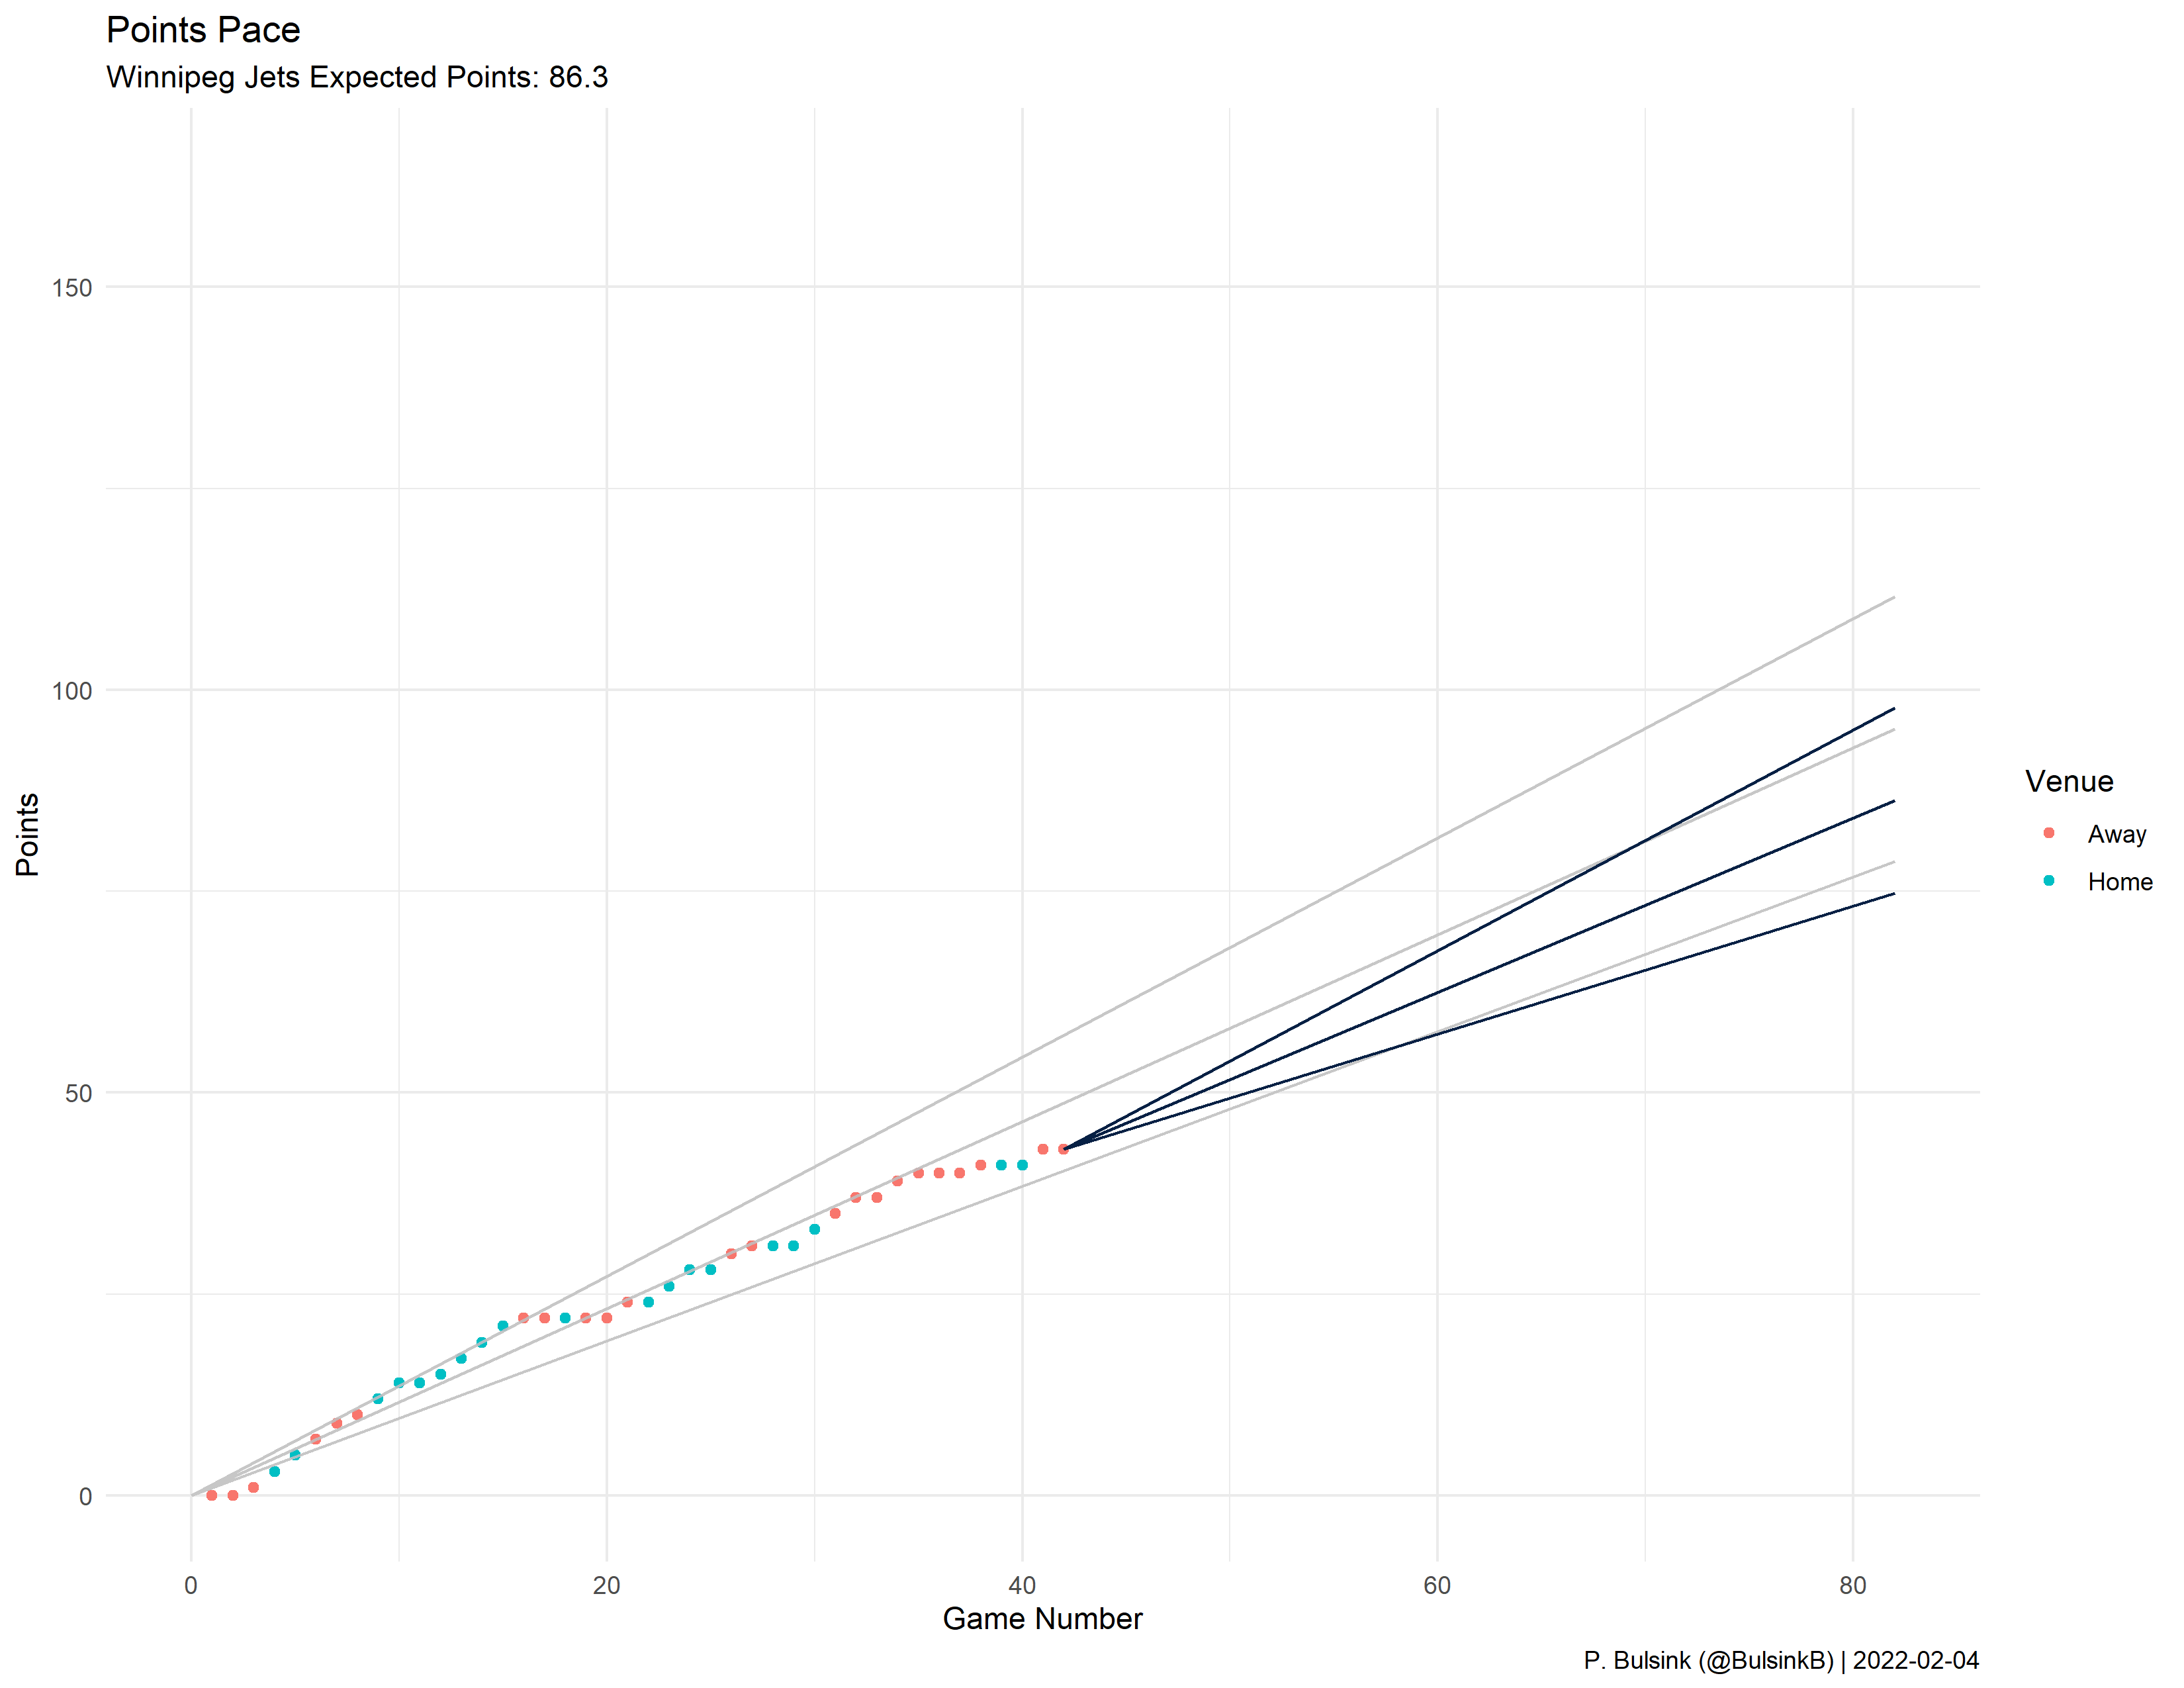 Points Pace
Winnipeg Jets Expected Points: 86.3
150
100
50
0
Points
0 20 40 60 80
Game Number
Venue
Away
Home
P. Bulsink (@BulsinkB) | 2022-02-04